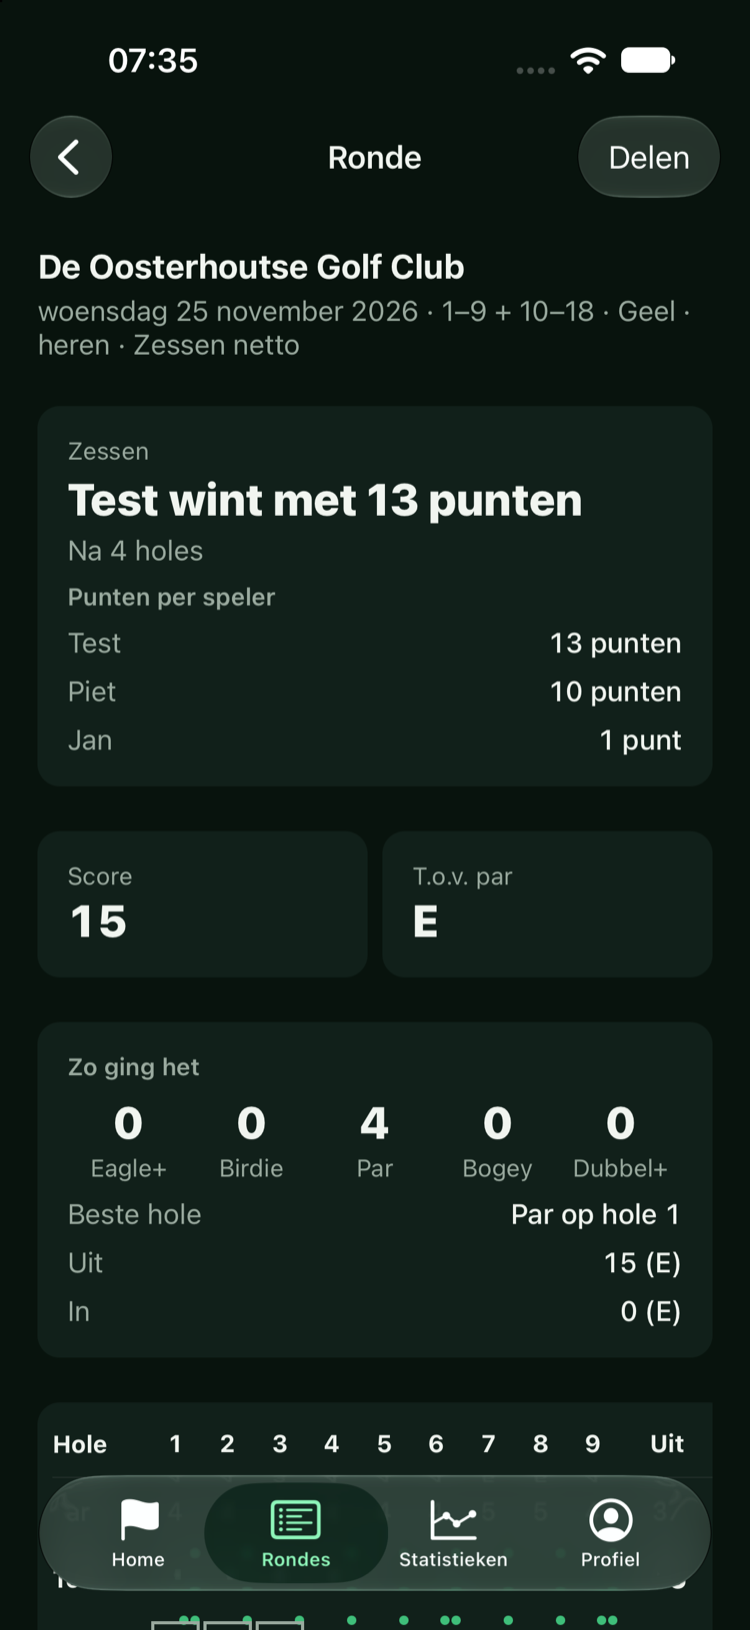 07:35
Ronde
Delen
De Oosterhoutse Golf Club
woensdag 25 november 2026 · 1–9 + 10–18 · Geel ·
heren · Zessen netto
Zessen
Test wint met 13 punten
Na 4 holes
Punten per speler
Test 13 punten
Piet 10 punten
Jan 1 punt
Score T.o.v. par
15 E
Zo ging het
0 0 4 0 0
Eagle+ Birdie Par Bogey Dubbel+
Beste hole Par op hole 1
Uit 15 (E)
In 0 (E)
Hole 1 2 3 4 5 6 7 8 9 Uit
Home Rondes Statistieken Profiel